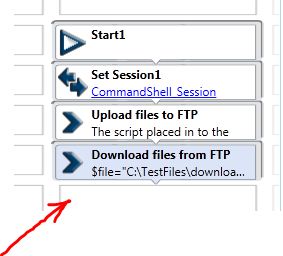 Start1
Set Session1
CommandShell Session
Upload files to FTP
The script placed in to the
Download files from FTP
$file="C:\TestFiles\downloa...